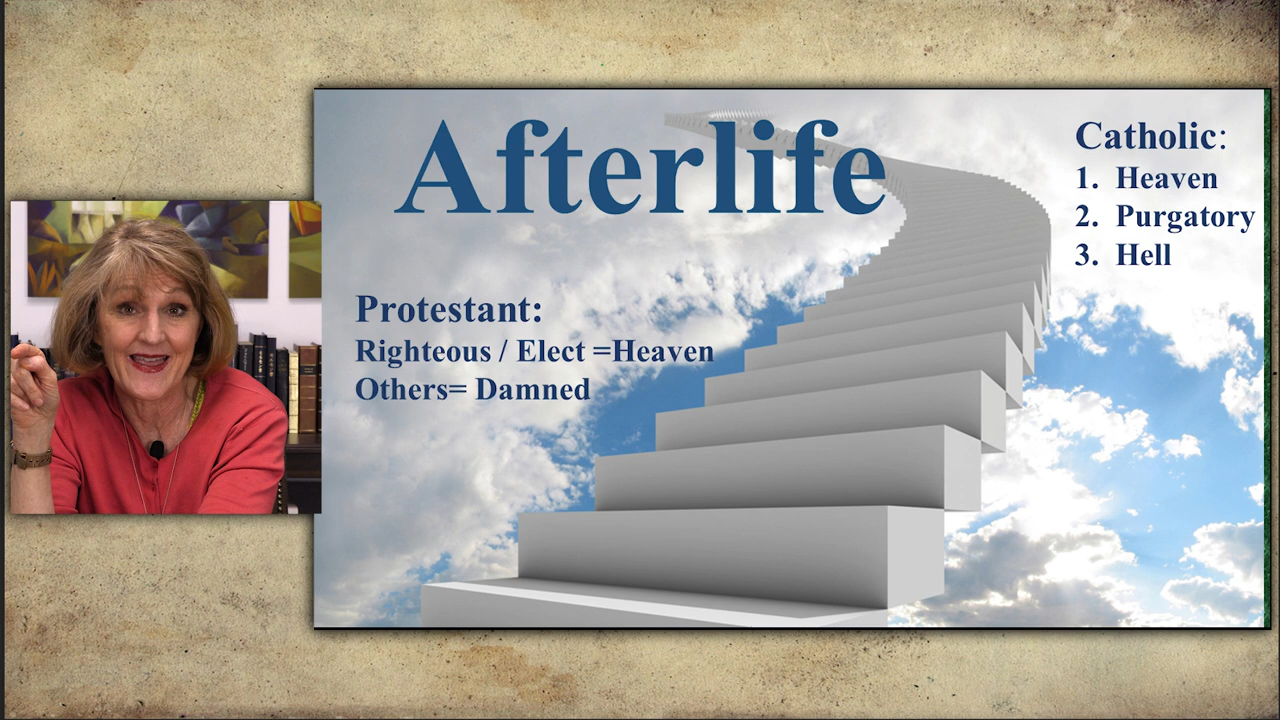 Afterlife
Catholic:
1. Heaven
2. Purgatory
3. Hell
Protestant:
Righteous / Elect =Heaven
Others= Damned